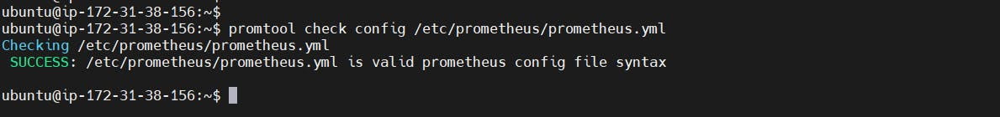 ubuntu@ip-172-31-38-156:~$
ubuntu@ip-172-31-38-156:~$ promtool check config /etc/prometheus/prometheus.yml
Checking /etc/prometheus/prometheus.yml
 SUCCESS: /etc/prometheus/prometheus.yml is valid prometheus config file syntax
ubuntu@ip-172-31-38-156:~$